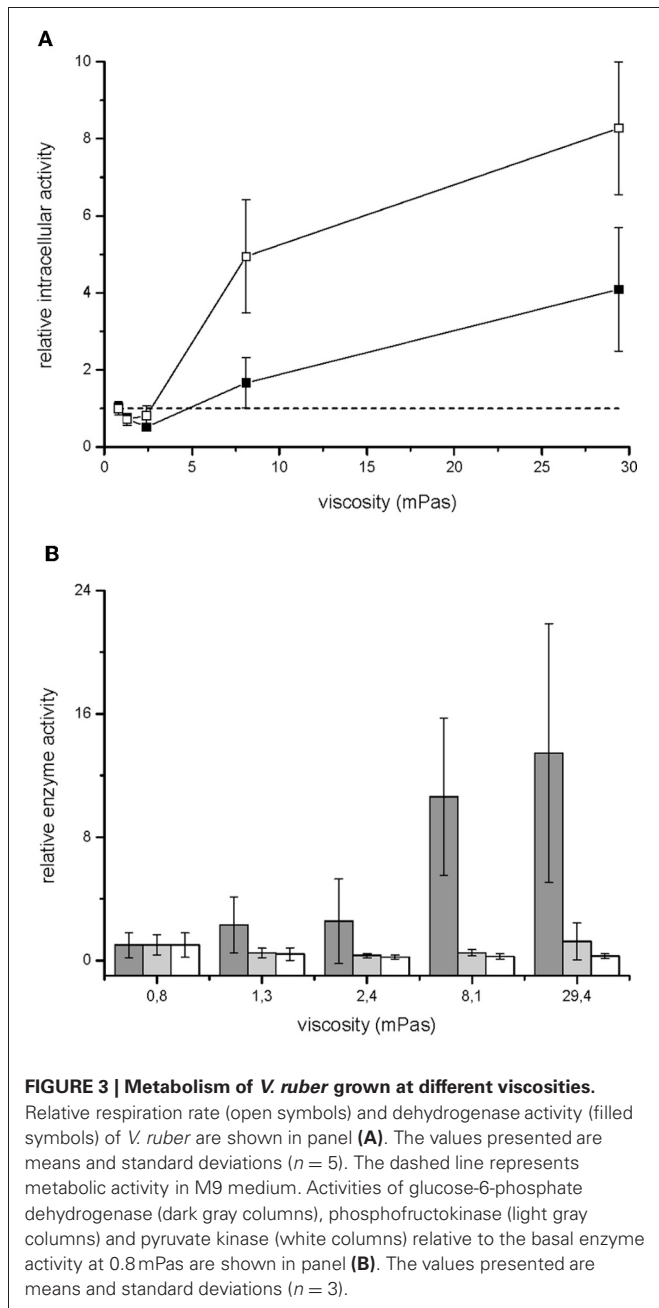 A
10
8
6
4
2
0
relative intracellular activity
0 5 10 15 20 25 30
viscosity (mPas)
B
24
16
8
0
relative enzyme activity
0,8 1,3 2,4 8,1 29,4
viscosity (mPas)
FIGURE 3 | Metabolism of V. ruber grown at different viscosities.
Relative respiration rate (open symbols) and dehydrogenase activity (filled
symbols) of V. ruber are shown in panel (A). The values presented are
means and standard deviations (n = 5). The dashed line represents
metabolic activity in M9 medium. Activities of glucose-6-phosphate
dehydrogenase (dark gray columns), phosphofructokinase (light gray
columns) and pyruvate kinase (white columns) relative to the basal enzyme
activity at 0.8 mPas are shown in panel (B). The values presented are
means and standard deviations (n = 3).